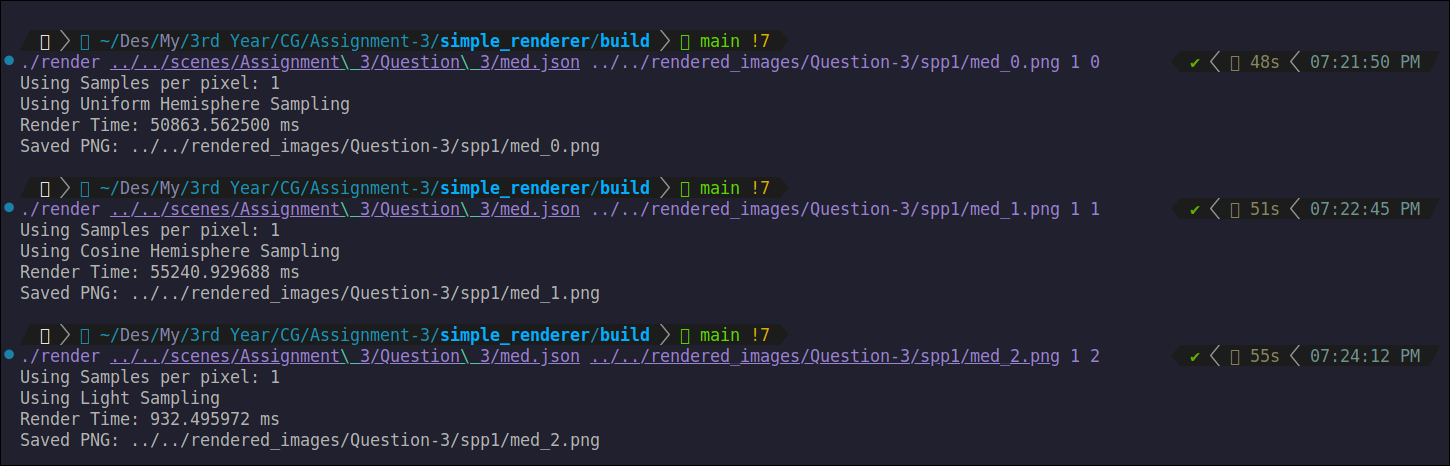 ~/Des/My/3rd Year/CG/Assignment-3/simple_renderer/build main !7
./render ../../scenes/Assignment\ 3/Question\ 3/med.json ../../rendered_images/Question-3/spp1/med_0.png 1 0 ✔ 48s 07:21:50 PM
Using Samples per pixel: 1
Using Uniform Hemisphere Sampling
Render Time: 50863.562500 ms
Saved PNG: ../../rendered_images/Question-3/spp1/med_0.png
~/Des/My/3rd Year/CG/Assignment-3/simple_renderer/build main !7
./render ../../scenes/Assignment\ 3/Question\ 3/med.json ../../rendered_images/Question-3/spp1/med_1.png 1 1 ✔ 51s 07:22:45 PM
Using Samples per pixel: 1
Using Cosine Hemisphere Sampling
Render Time: 55240.929688 ms
Saved PNG: ../../rendered_images/Question-3/spp1/med_1.png
~/Des/My/3rd Year/CG/Assignment-3/simple_renderer/build main !7
./render ../../scenes/Assignment\ 3/Question\ 3/med.json ../../rendered_images/Question-3/spp1/med_2.png 1 2 ✔ 55s 07:24:12 PM
Using Samples per pixel: 1
Using Light Sampling
Render Time: 932.495972 ms
Saved PNG: ../../rendered_images/Question-3/spp1/med_2.png